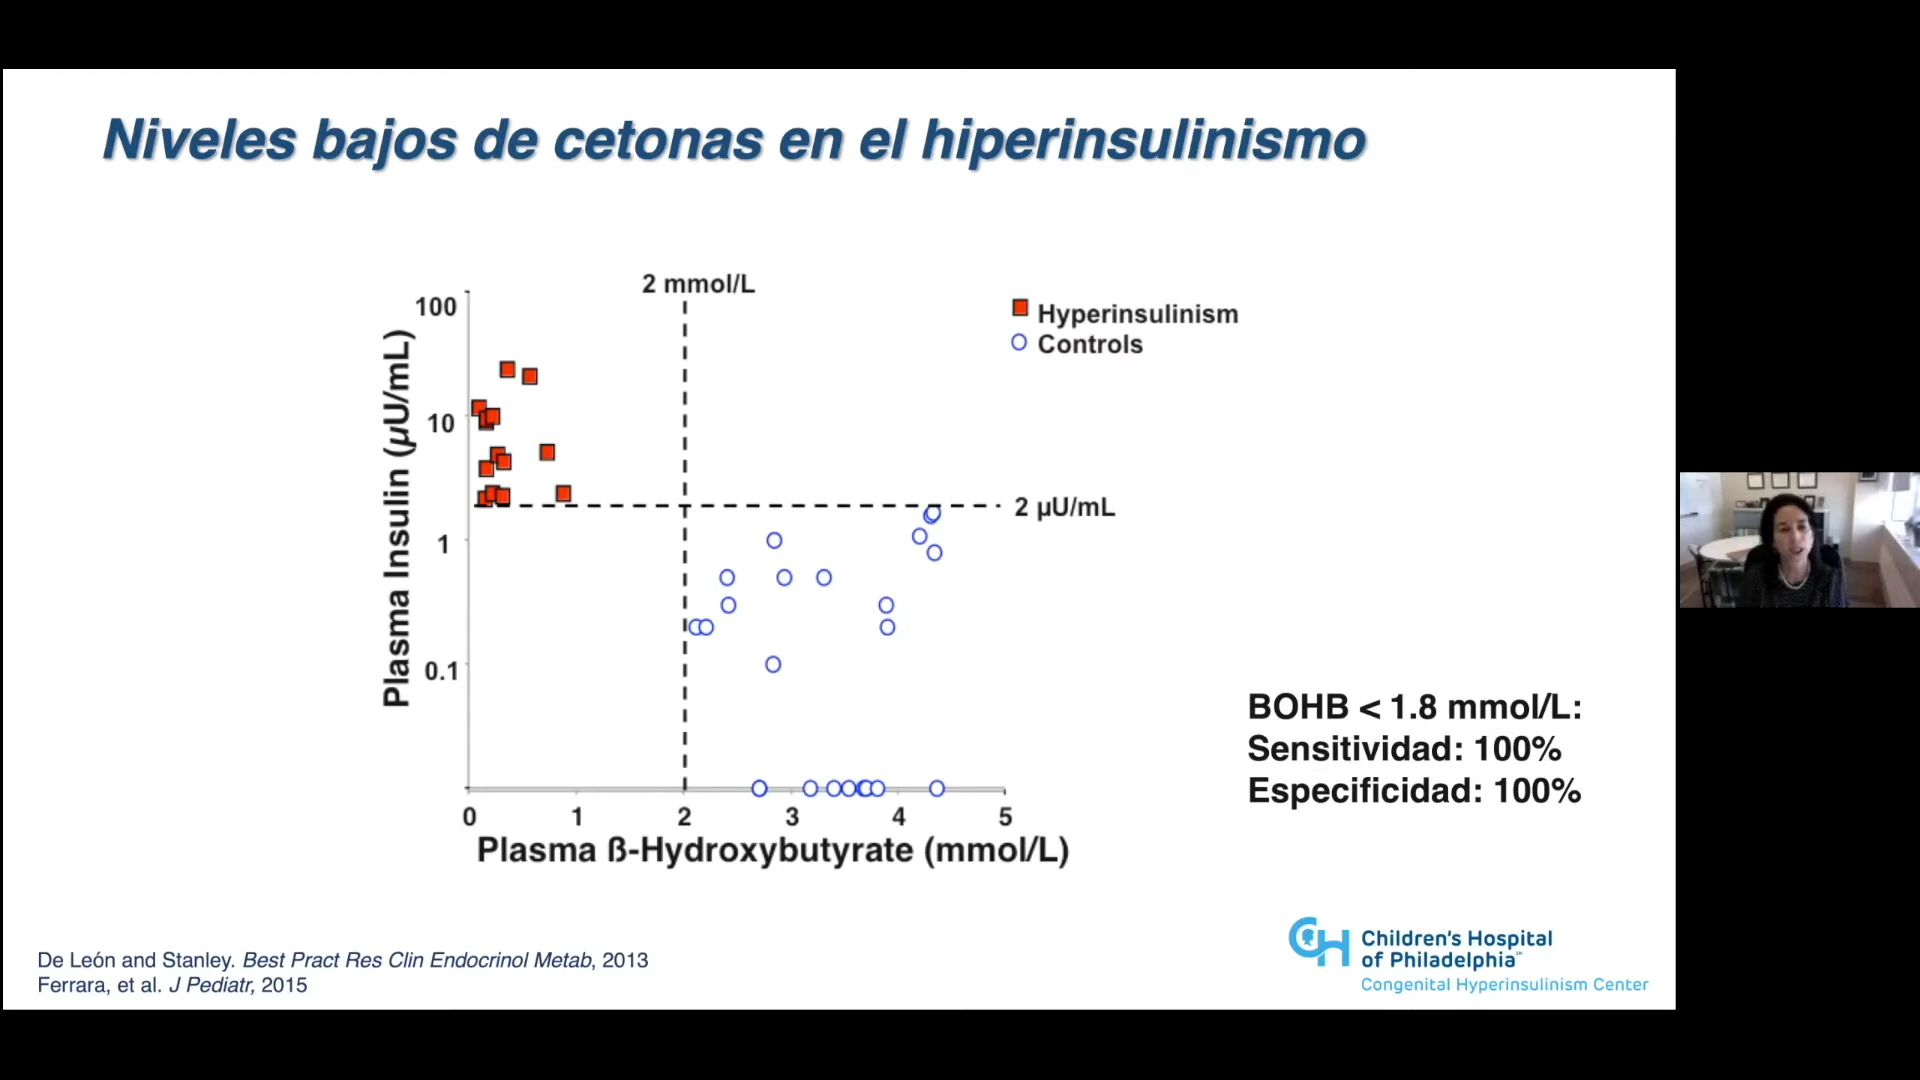 Niveles bajos de cetonas en el hiperinsulinismo
2 mmol/L
Hyperinsulinism
Controls
Plasma Insulin (µU/mL)
100
10
1
0.1
2 µU/mL
0 1 2 3 4 5
Plasma ß-Hydroxybutyrate (mmol/L)
BOHB < 1.8 mmol/L:
Sensitividad: 100%
Especificidad: 100%
De León and Stanley. Best Pract Res Clin Endocrinol Metab, 2013
Ferrara, et al. J Pediatr, 2015
Children's Hospital
of Philadelphia
Congenital Hyperinsulinism Center